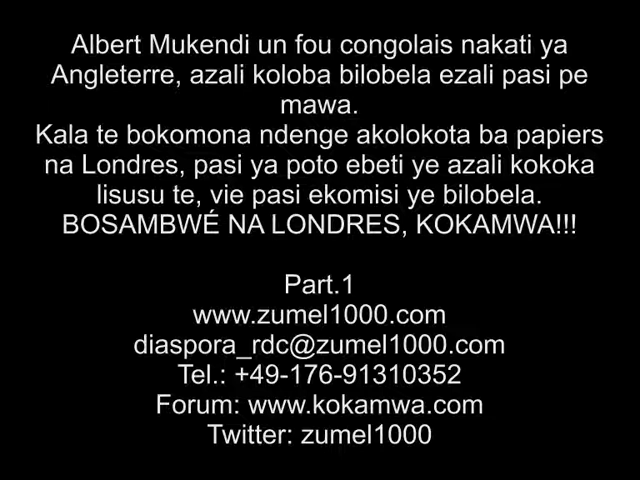 Albert Mukendi un fou congolais nakati ya
Angleterre, azali koloba bilobela ezali pasi pe
mawa.
Kala te bokomona ndenge akolokota ba papiers
na Londres, pasi ya poto ebeti ye azali kokoka
lisusu te, vie pasi ekomisi ye bilobela.
BOSAMBWÉ NA LONDRES, KOKAMWA!!!
Part.1
www.zumel1000.com
diaspora_rdc@zumel1000.com
Tel.: +49-176-91310352
Forum: www.kokamwa.com
Twitter: zumel1000